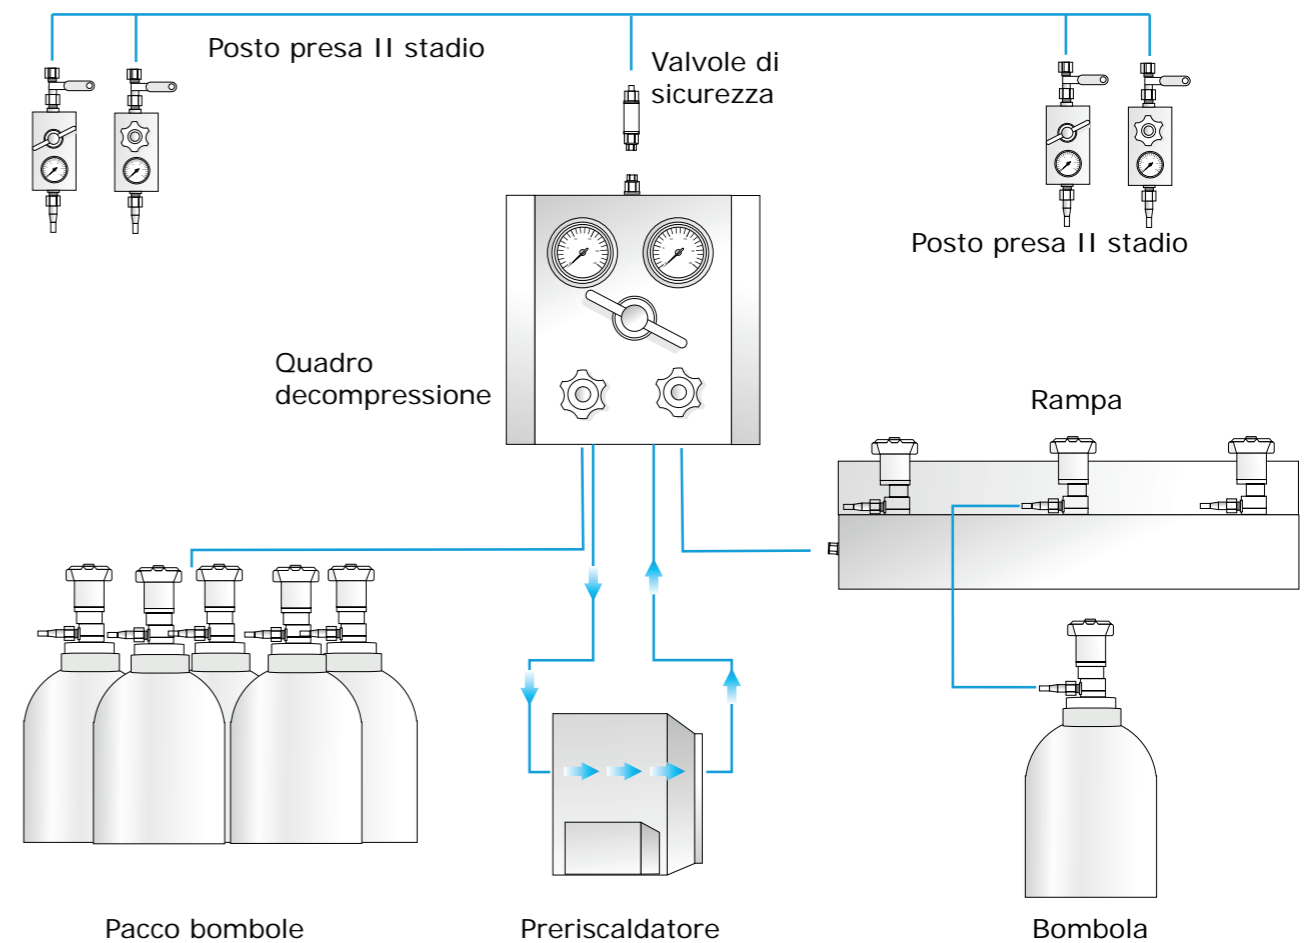 Posto presa II stadio
Valvole di
sicurezza
Posto presa II stadio
Quadro
decompressione
Rampa
Pacco bombole
Preriscaldatore
Bombola